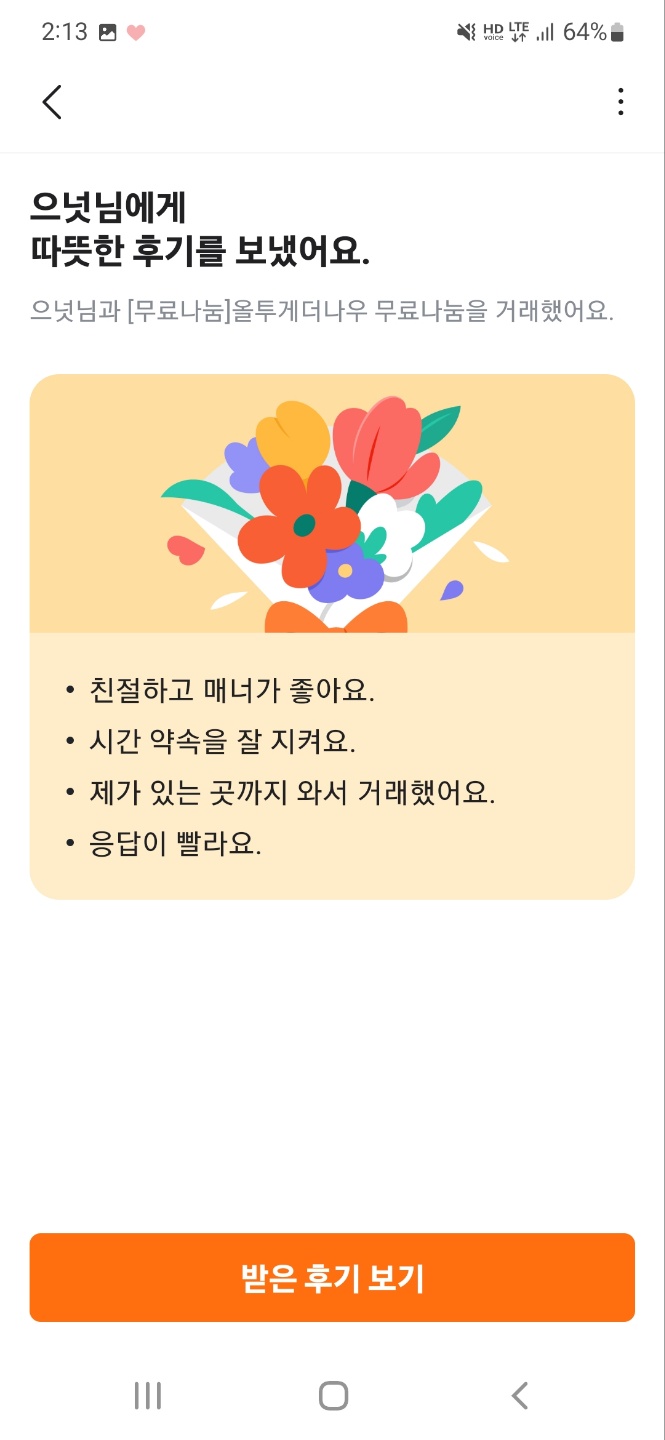 2:13
HD voice LTE 64%
으넛님에게
따뜻한 후기를 보냈어요.
으넛님과 [무료나눔]올투게더나우 무료나눔을 거래했어요.
• 친절하고 매너가 좋아요.
• 시간 약속을 잘 지켜요.
• 제가 있는 곳까지 와서 거래했어요.
• 응답이 빨라요.
받은 후기 보기